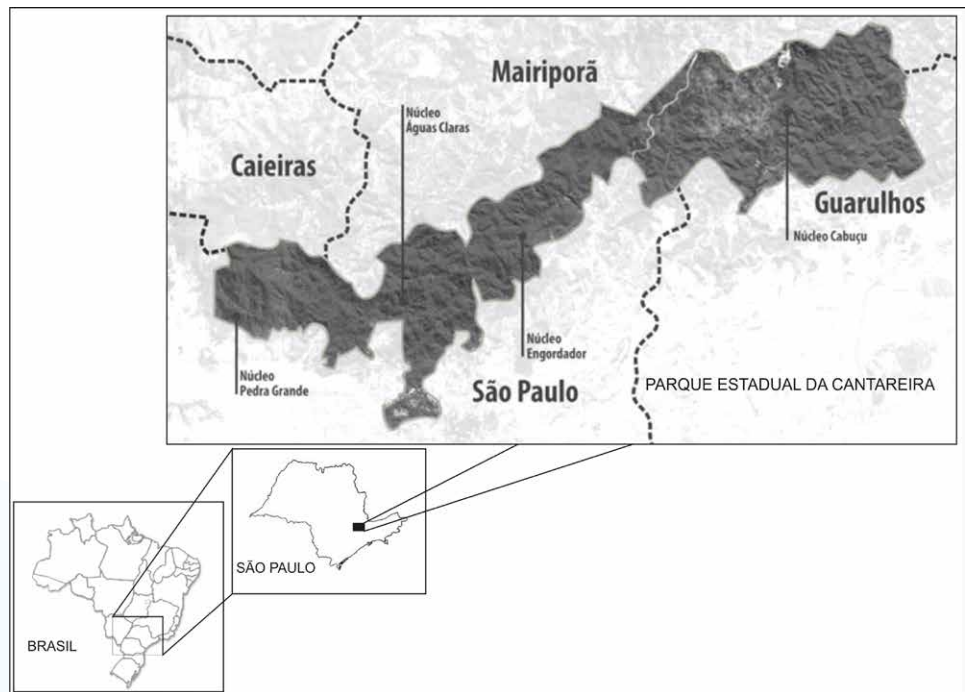 Mairiporã
Núcleo
Águas Claras
Caieiras
Guarulhos
Núcleo Cabuçu
Núcleo
Engordador
Núcleo
Pedra Grande
São Paulo
PARQUE ESTADUAL DA CANTAREIRA
SÃO PAULO
BRASIL